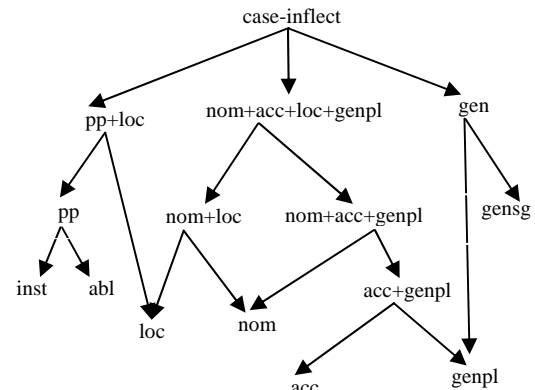 case-inflect
pp+loc nom+acc+loc+genpl gen
pp nom+loc nom+acc+genpl gensg
inst abl acc+genpl
loc nom
acc genpl